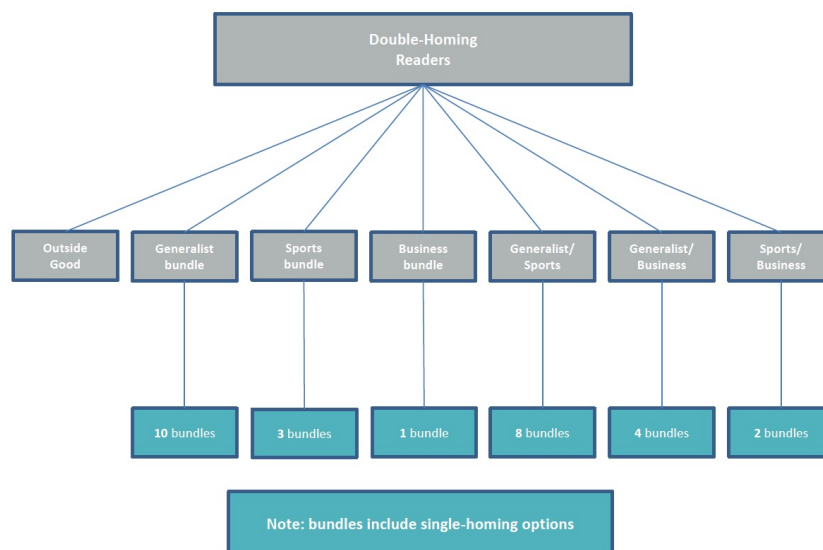 Double-Homing
Readers
Outside
Good
Generalist
bundle
Sports
bundle
Business
bundle
Generalist/
Sports
Generalist/
Business
Sports/
Business
10 bundles
3 bundles
1 bundle
8 bundles
4 bundles
2 bundles
Note: bundles include single-homing options